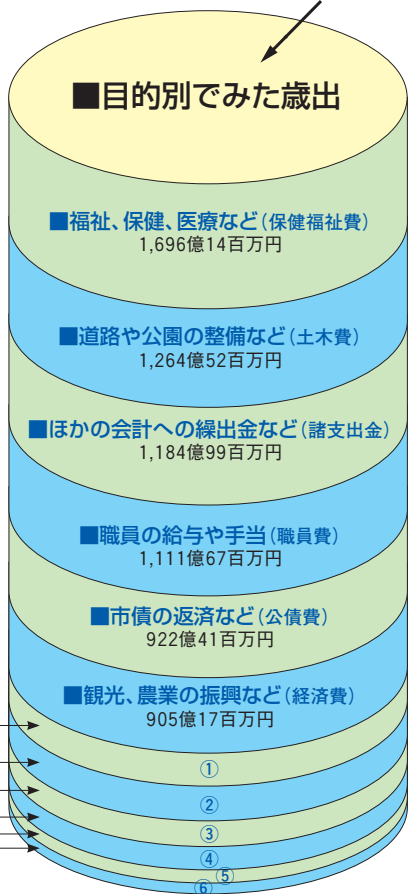 ■目的別でみた歳出
■福祉、保健、医療など(保健福祉費)
1,696億14百万円
■道路や公園の整備など(土木費)
1,264億52百万円
■ほかの会計への繰出金など(諸支出金)
1,184億99百万円
■職員の給与や手当(職員費)
1,111億67百万円
■市債の返済など(公債費)
922億41百万円
■観光、農業の振興など(経済費)
905億17百万円
①
②
③
④
⑤
⑥